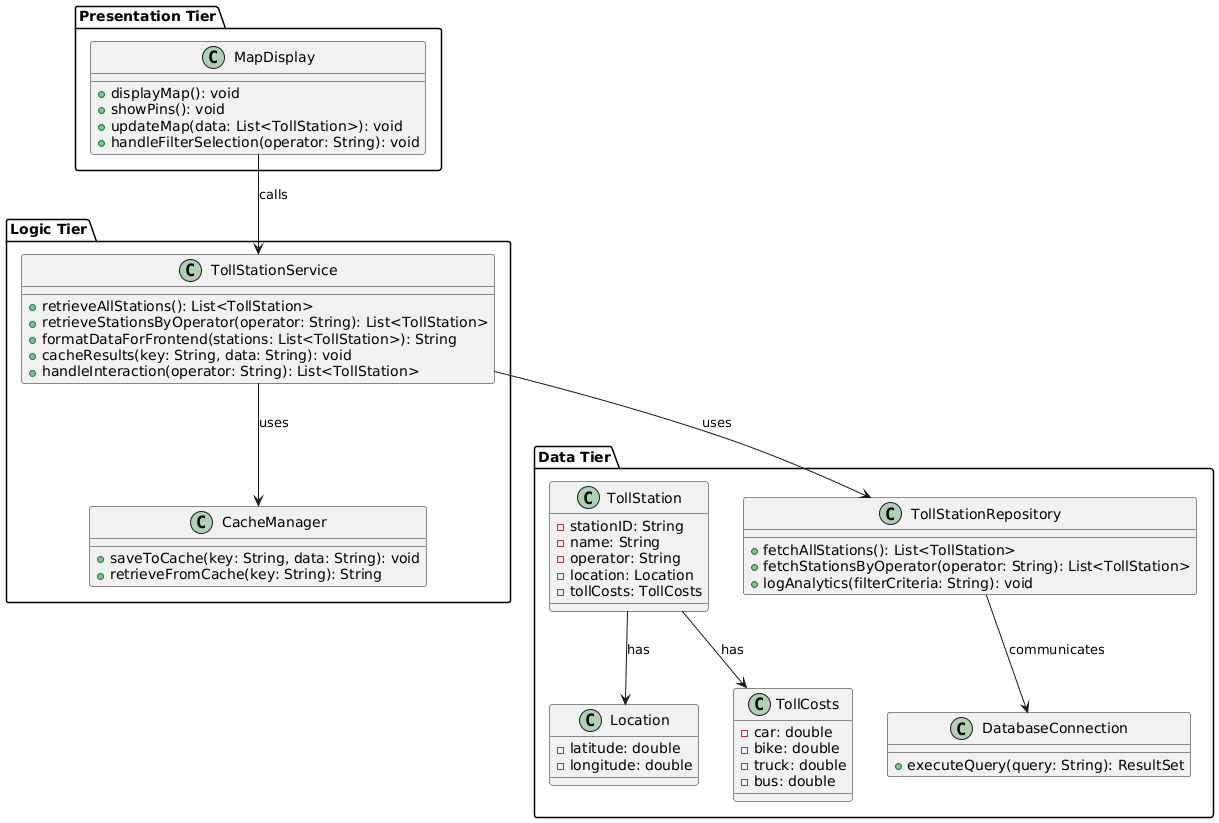 Presentation Tier
C MapDisplay
displayMap(): void
showPins(): void
updateMap(data: List<TollStation>): void
handleFilterSelection(operator: String): void
calls
Logic Tier
C TollStationService
retrieveAllStations(): List<TollStation>
retrieveStationsByOperator(operator: String): List<TollStation>
formatDataForFrontend(stations: List<TollStation>): String
cacheResults(key: String, data: String): void
handleInteraction(operator: String): List<TollStation>
uses
uses
C CacheManager
saveToCache(key: String, data: String): void
retrieveFromCache(key: String): String
Data Tier
C TollStation
stationID: String
name: String
operator: String
location: Location
tollCosts: TollCosts
C TollStationRepository
fetchAllStations(): List<TollStation>
fetchStationsByOperator(operator: String): List<TollStation>
logAnalytics(filterCriteria: String): void
has
has
communicates
C Location
latitude: double
longitude: double
C TollCosts
car: double
bike: double
truck: double
bus: double
C DatabaseConnection
executeQuery(query: String): ResultSet